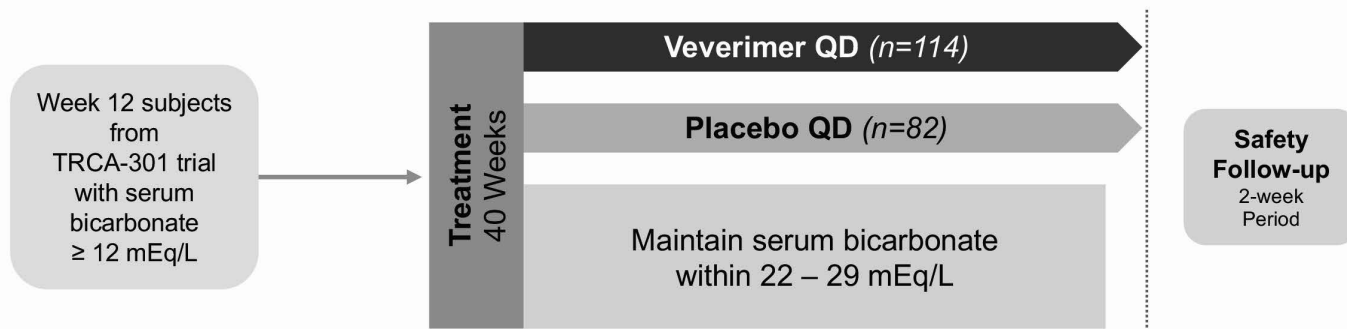 Week 12 subjects
from
TRCA-301 trial
with serum
bicarbonate
≥ 12 mEq/L
Treatment
40 Weeks
Veverimer QD (n=114)
Placebo QD (n=82)
Maintain serum bicarbonate
within 22 – 29 mEq/L
Safety
Follow-up
2-week
Period